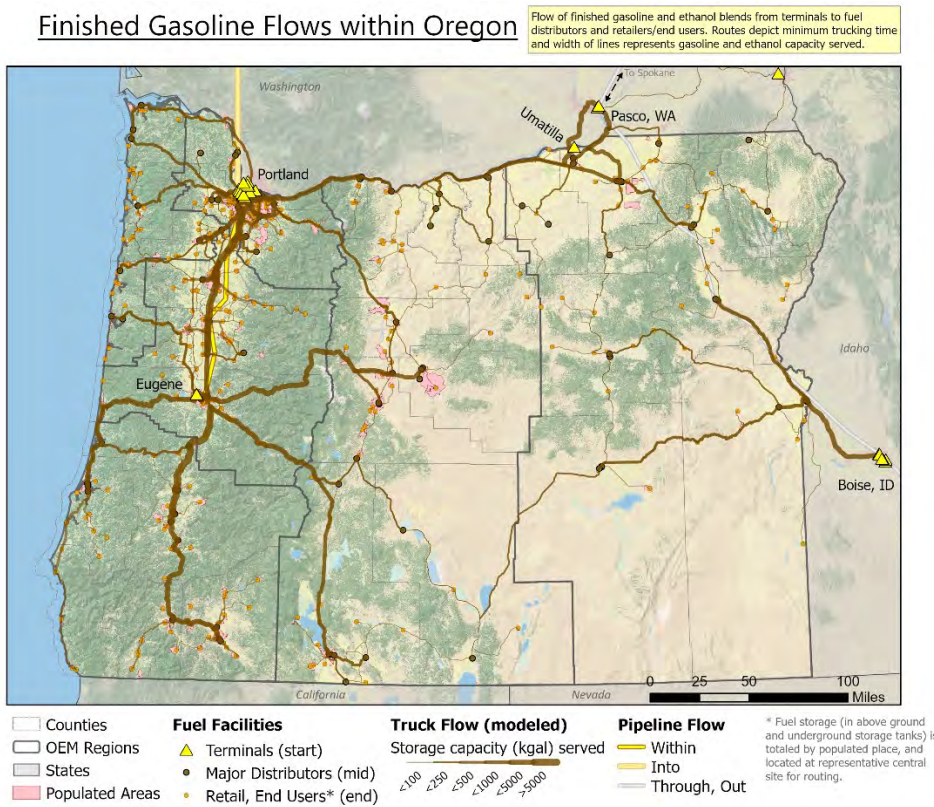 Finished Gasoline Flows within Oregon
Flow of finished gasoline and ethanol blends from terminals to fuel
distributors and retailers/end users. Routes depict minimum trucking time
and width of lines represents gasoline and ethanol capacity served.
To Spokane
Washington
Pasco, WA
Umatilla
Portland
Idaho
Eugene
Boise, ID
California
Nevada
0 25 50 100
Miles
Counties
OEM Regions
States
Populated Areas
Fuel Facilities
Terminals (start)
Major Distributors (mid)
Retail, End Users* (end)
Truck Flow (modeled)
Storage capacity (kgal) served
<100 <250 <500 <1000 <5000 >5000
Pipeline Flow
Within
Into
Through, Out
* Fuel storage (in above ground
and underground storage tanks) i
totaled by populated place, and
located at representative central
site for routing.